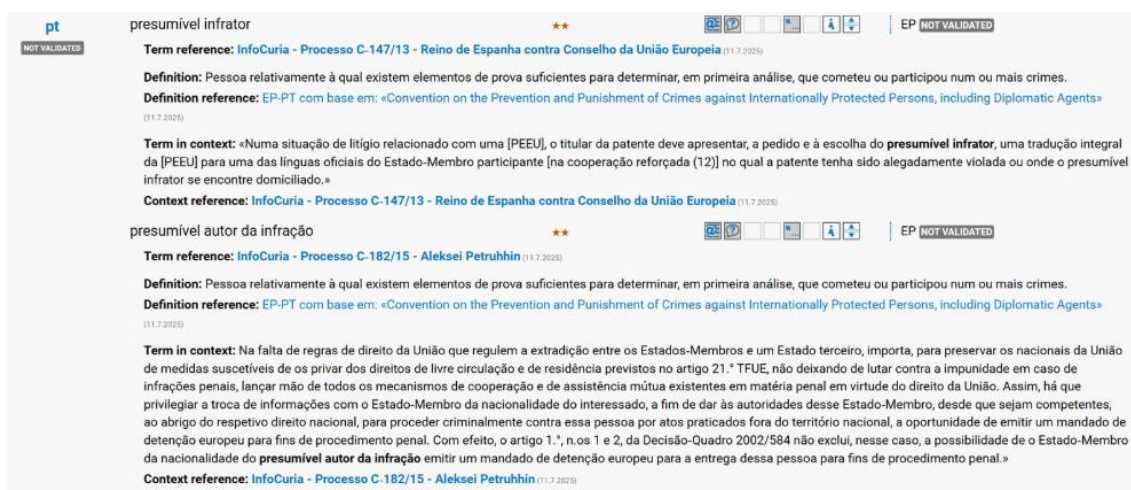 pt
NOT VALIDATED
presumível infrator ★★ EP NOT VALIDATED
Term reference: InfoCuria - Processo C-147/13 - Reino de Espanha contra Conselho da União Europeia (11.7.2025)
Definition: Pessoa relativamente à qual existem elementos de prova suficientes para determinar, em primeira análise, que cometeu ou participou num ou mais crimes.
Definition reference: EP-PT com base em: «Convention on the Prevention and Punishment of Crimes against Internationally Protected Persons, including Diplomatic Agents»
(11.7.2025)
Term in context: «Numa situação de litígio relacionado com uma [PEEU], o titular da patente deve apresentar, a pedido e à escolha do presumível infrator, uma tradução integral
da [PEEU] para uma das línguas oficiais do Estado-Membro participante [na cooperação reforçada (12)] no qual a patente tenha sido alegadamente violada ou onde o presumível
infrator se encontre domiciliado.»
Context reference: InfoCuria - Processo C-147/13 - Reino de Espanha contra Conselho da União Europeia (11.7.2025)
presumível autor da infração ★★ EP NOT VALIDATED
Term reference: InfoCuria - Processo C-182/15 - Aleksei Petruhhin (11.7.2025)
Definition: Pessoa relativamente à qual existem elementos de prova suficientes para determinar, em primeira análise, que cometeu ou participou num ou mais crimes.
Definition reference: EP-PT com base em: «Convention on the Prevention and Punishment of Crimes against Internationally Protected Persons, including Diplomatic Agents»
(11.7.2025)
Term in context: Na falta de regras de direito da União que regulem a extradição entre os Estados-Membros e um Estado terceiro, importa, para preservar os nacionais da União
de medidas suscetíveis de os privar dos direitos de livre circulação e de residência previstos no artigo 21.° TFUE, não deixando de lutar contra a impunidade em caso de
infrações penais, lançar mão de todos os mecanismos de cooperação e de assistência mútua existentes em matéria penal em virtude do direito da União. Assim, há que
privilegiar a troca de informações com o Estado-Membro da nacionalidade do interessado, a fim de dar às autoridades desse Estado-Membro, desde que sejam competentes,
ao abrigo do respetivo direito nacional, para proceder criminalmente contra essa pessoa por atos praticados fora do território nacional, a oportunidade de emitir um mandado de
detenção europeu para fins de procedimento penal. Com efeito, o artigo 1.°, n.os 1 e 2, da Decisão-Quadro 2002/584 não exclui, nesse caso, a possibilidade de o Estado-Membro
da nacionalidade do presumível autor da infração emitir um mandado de detenção europeu para a entrega dessa pessoa para fins de procedimento penal.»
Context reference: InfoCuria - Processo C-182/15 - Aleksei Petruhhin (11.7.2025)